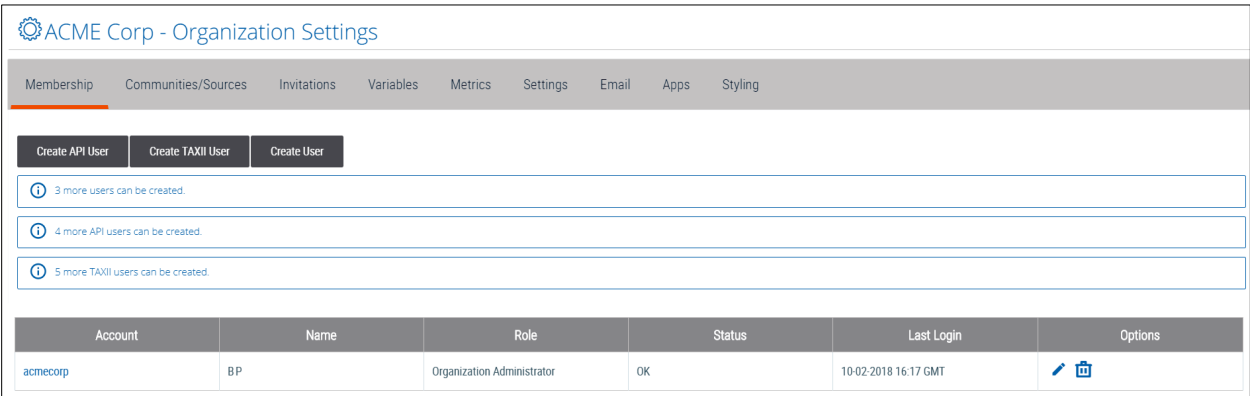 ACME Corp - Organization Settings
Membership Communities/Sources Invitations Variables Metrics Settings Email Apps Styling
Create API User Create TAXII User Create User
3 more users can be created.
4 more API users can be created.
5 more TAXII users can be created.
Account Name Role Status Last Login Options
acmecorp B P Organization Administrator OK 10-02-2018 16:17 GMT